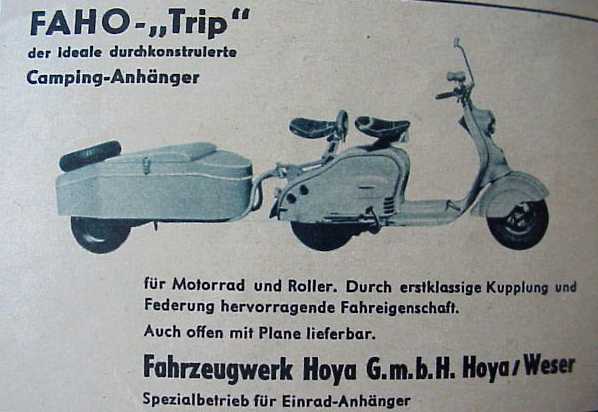 FAHO-„Trip“
der ideale durchkonstruierte
Camping-Anhänger
für Motorrad und Roller. Durch erstklassige Kupplung und
Federung hervorragende Fahreigenschaft.
Auch offen mit Plane lieferbar.
Fahrzeugwerk Hoya G.m.b.H. Hoya/Weser
Spezialbetrieb für Einrad-Anhänger